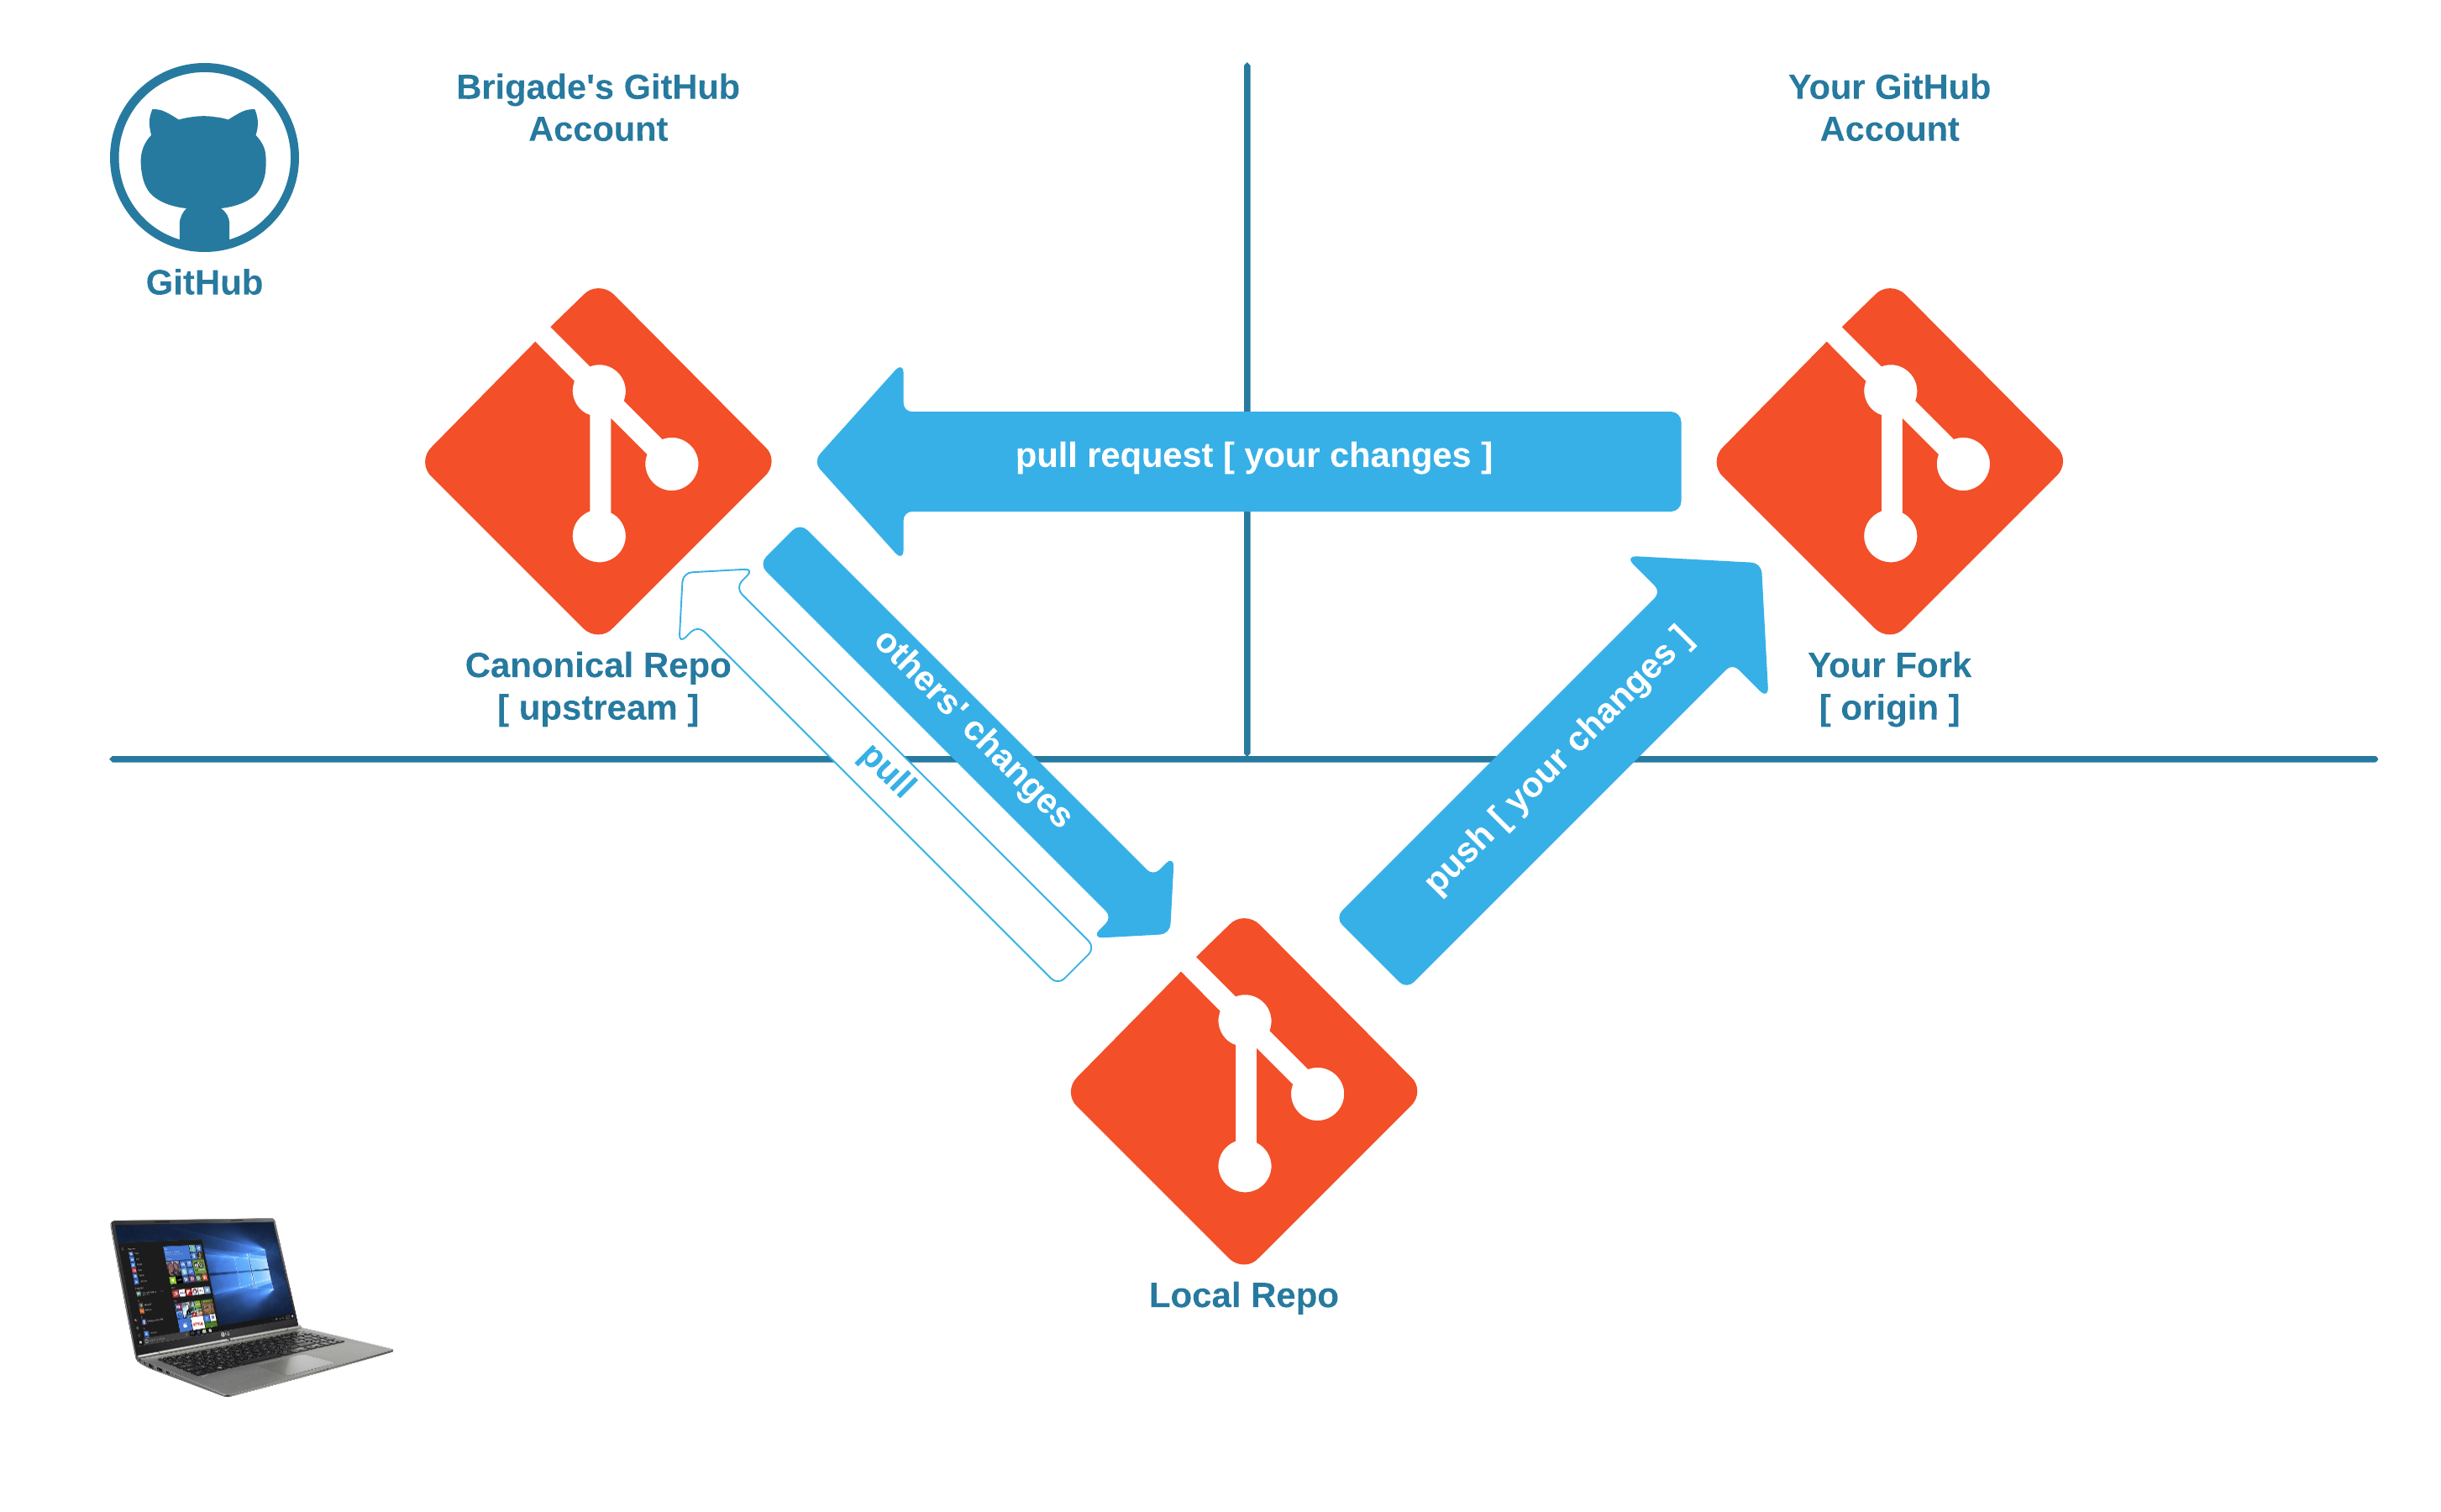 Brigade's GitHub
Account
Your GitHub
Account
GitHub
pull request [ your changes ]
others' changes
pull
push [ your changes ]
Canonical Repo
[ upstream ]
Your Fork
[ origin ]
Local Repo